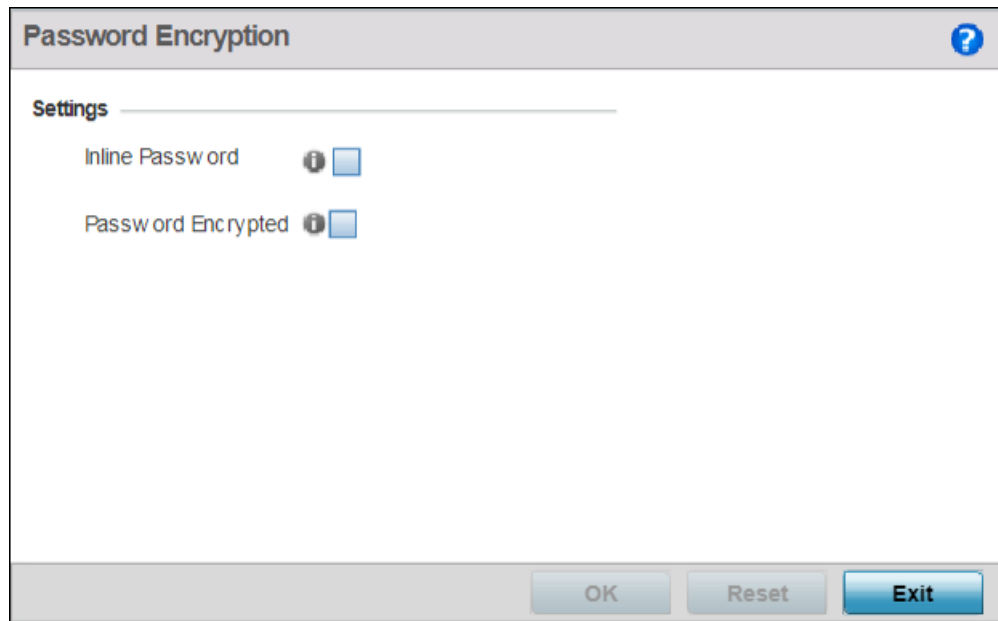 Password Encryption
?
Settings
Inline Password i
Password Encrypted i
OK Reset Exit